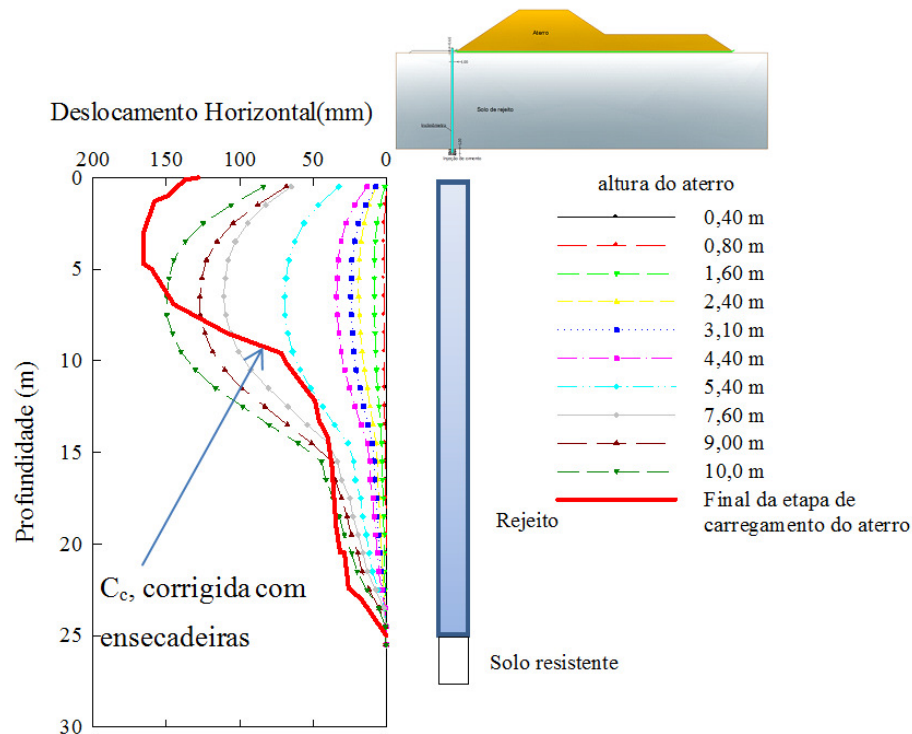 Aterro
Solo de rejeito
Injeção de cimento
Deslocamento Horizontal(mm)
200 150 100 50 0
0
5
10
15
20
25
30
Profundidade (m)
altura do aterro
0,40 m
0,80 m
1,60 m
2,40 m
3,10 m
4,40 m
5,40 m
7,60 m
9,00 m
10,0 m
Final da etapa de
carregamento do aterro
Rejeito
Cc, corrigida com
ensecadeiras
Solo resistente